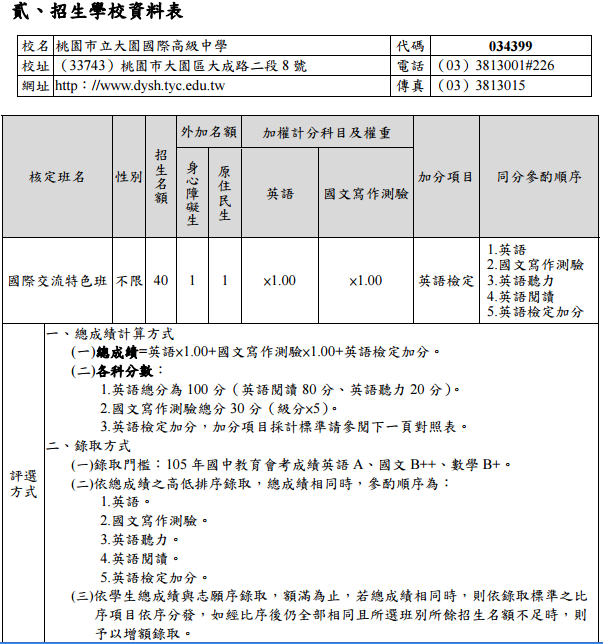 貳、招生學校資料表
校名 桃園市立大園國際高級中學 代碼 034399
校址 (33743) 桃園市大園區大成路二段 8 號 電話 (03) 3813001#226
網址 http：//www.dysh.tyc.edu.tw 傳真 (03) 3813015
核定班名 性別 招生名額 外加名額 加權計分科目及權重 加分項目 同分參酌順序
身心障礙生 原住民生 英語 國文寫作測驗
國際交流特色班 不限 40 1 1 ×1.00 ×1.00 英語檢定
1.英語
2.國文寫作測驗
3.英語聽力
4.英語閱讀
5.英語檢定加分
評選方式
一、總成績計算方式
(一)總成績=英語×1.00+國文寫作測驗×1.00+英語檢定加分。
(二)各科分數：
1.英語總分為 100 分（英語閱讀 80 分、英語聽力 20 分）。
2.國文寫作測驗總分 30 分（級分×5）。
3.英語檢定加分，加分項目採計標準請參閱下一頁對照表。
二、錄取方式
(一)錄取門檻：105 年國中教育會考成績英語 A、國文 B++、數學 B+。
(二)依總成績之高低排序錄取，總成績相同時，參酌順序為：
1.英語。
2.國文寫作測驗。
3.英語聽力。
4.英語閱讀。
5.英語檢定加分。
(三)依學生總成績與志願序錄取，額滿為止，若總成績相同時，則依錄取標準之比
序項目依序分發，如經比序後仍全部相同且所選班別所餘招生名額不足時，則
予以增額錄取。